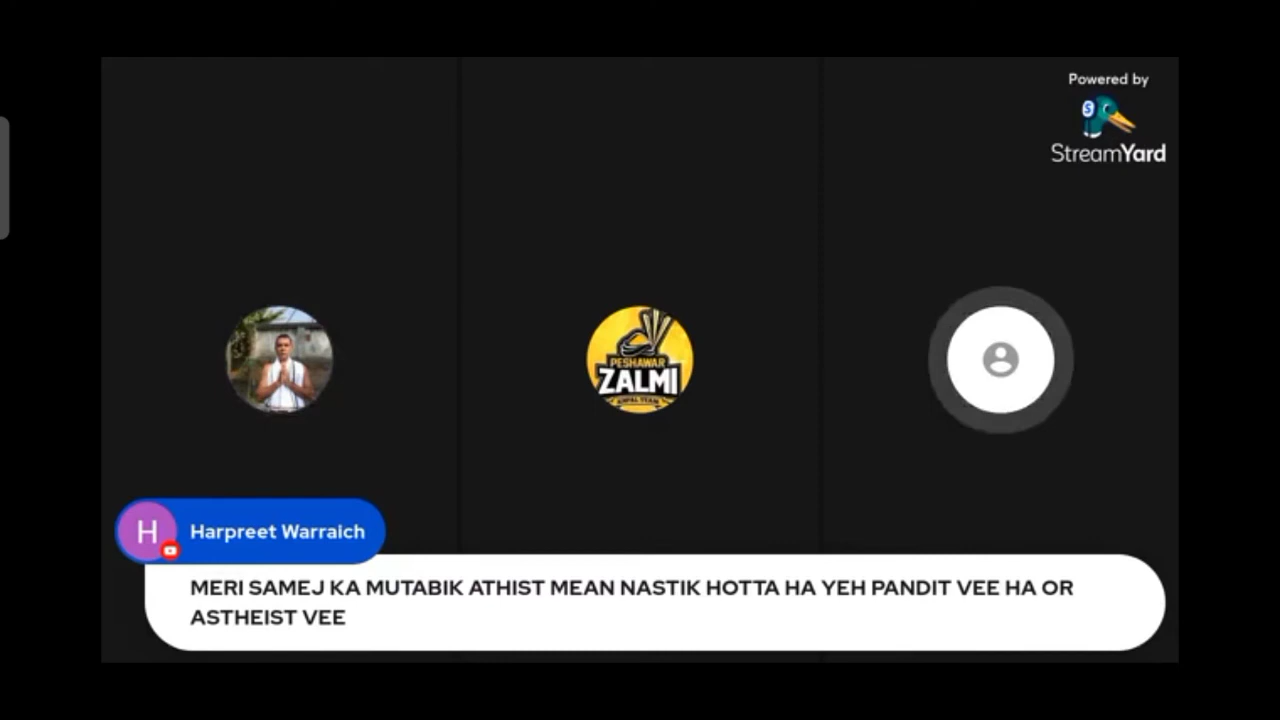 Powered by
StreamYard
PESHAWAR
ZALMI
H
Harpreet Warraich
MERI SAMEJ KA MUTABIK ATHIST MEAN NASTIK HOTTA HA YEH PANDIT VEE HA OR
ASTHEIST VEE